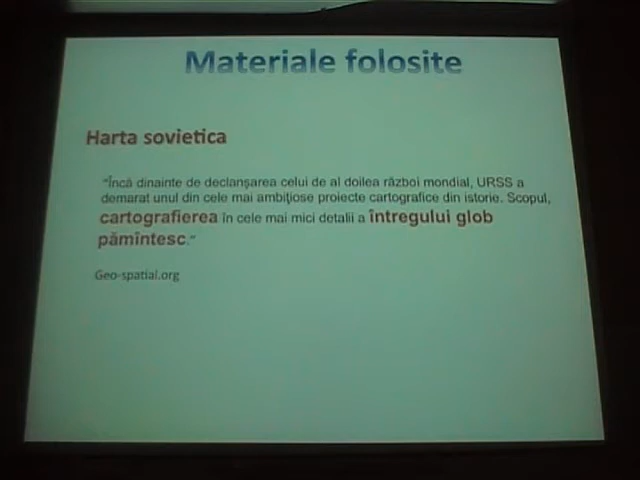 Materiale folosite
Harta sovietica
"Încă dinainte de declanşarea celui de al doilea război mondial, URSS a
demarat unul din cele mai ambiţiose proiecte cartografice din istorie. Scopul,
cartografierea în cele mai mici detalii a întregului glob
pămîntesc."
Geo-spatial.org